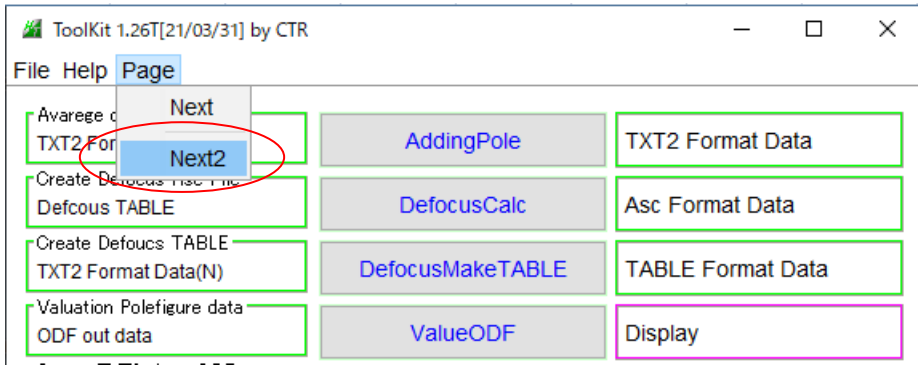 ToolKit 1.26T[21/03/31] by CTR
File Help Page
Next
Next2
Avarege
TXT2 For
AddingPole
TXT2 Format Data
Create Defocus
Defcous TABLE
DefocusCalc
Asc Format Data
Create Defoucs TABLE
TXT2 Format Data(N)
DefocusMakeTABLE
TABLE Format Data
Valuation Polefigure data
ODF out data
ValueODF
Display